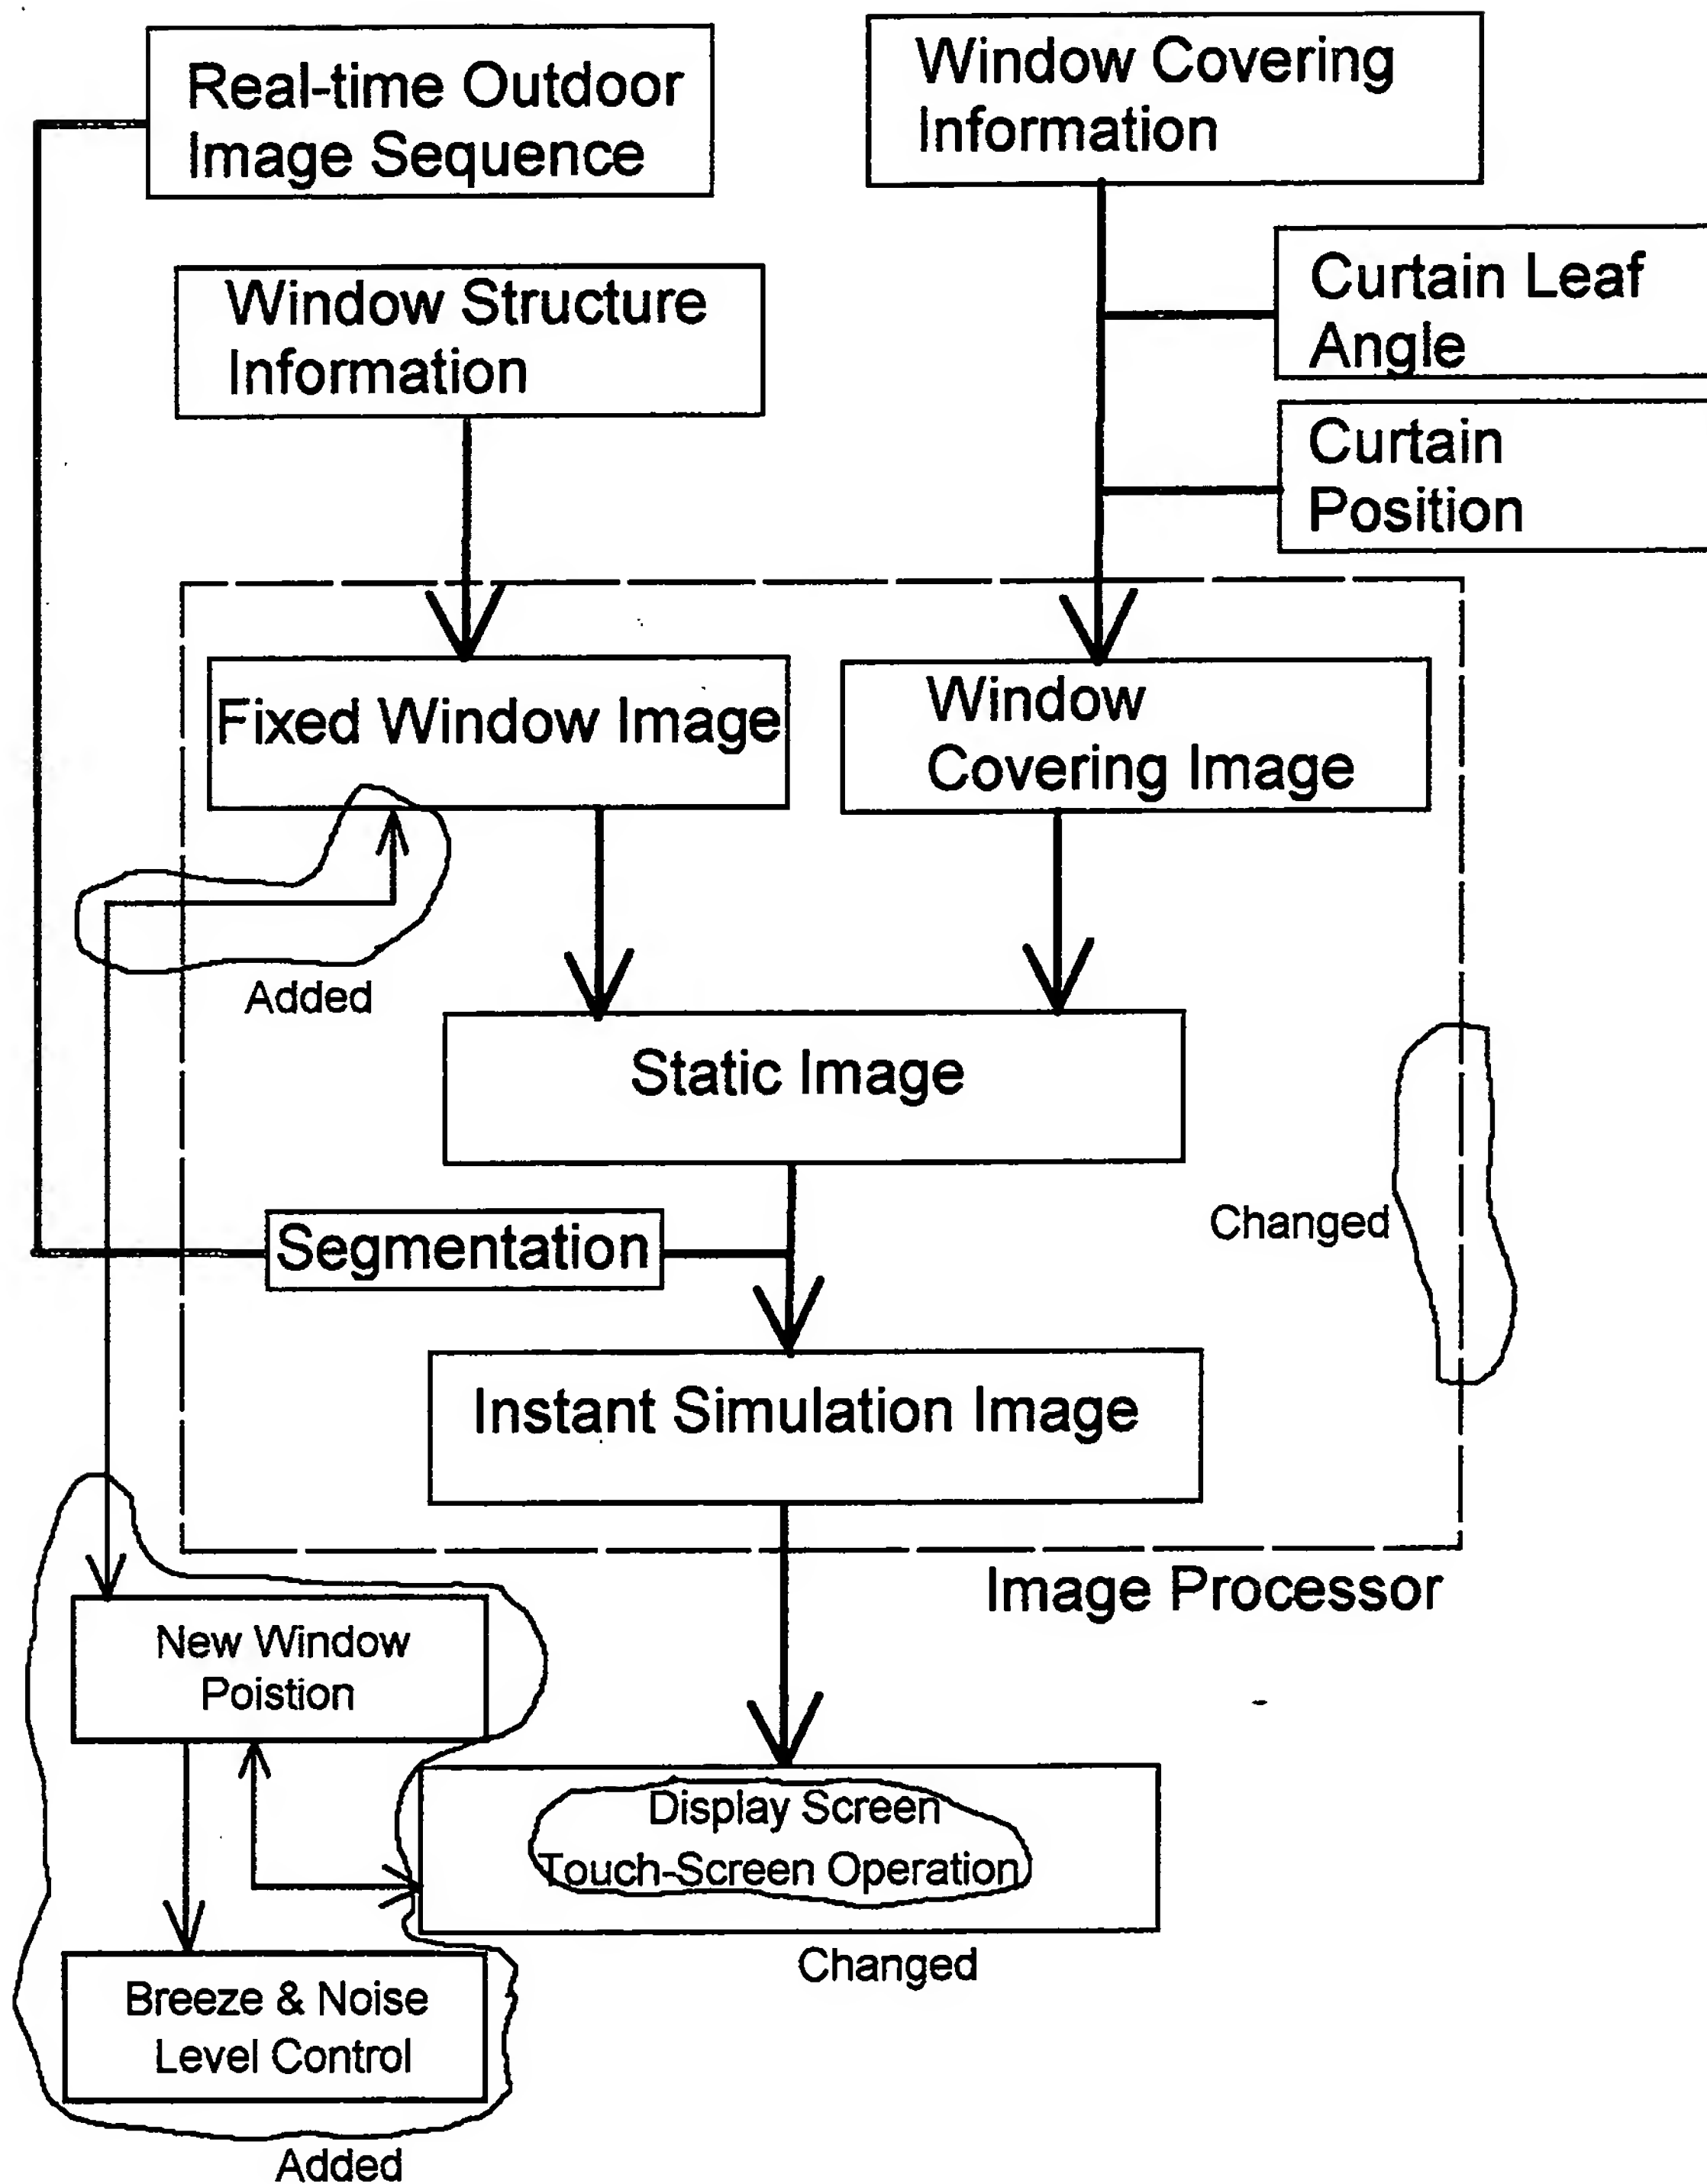 Real-time Outdoor
Image Sequence
Window Covering
Information
Window Structure
Information
Curtain Leaf
Angle
Curtain
Position
Fixed Window Image
Window
Covering Image
Added
Static Image
Changed
Segmentation
Instant Simulation Image
Image Processor
New Window
Poistion
Display Screen
Touch-Screen Operation
Changed
Breeze & Noise
Level Control
Added